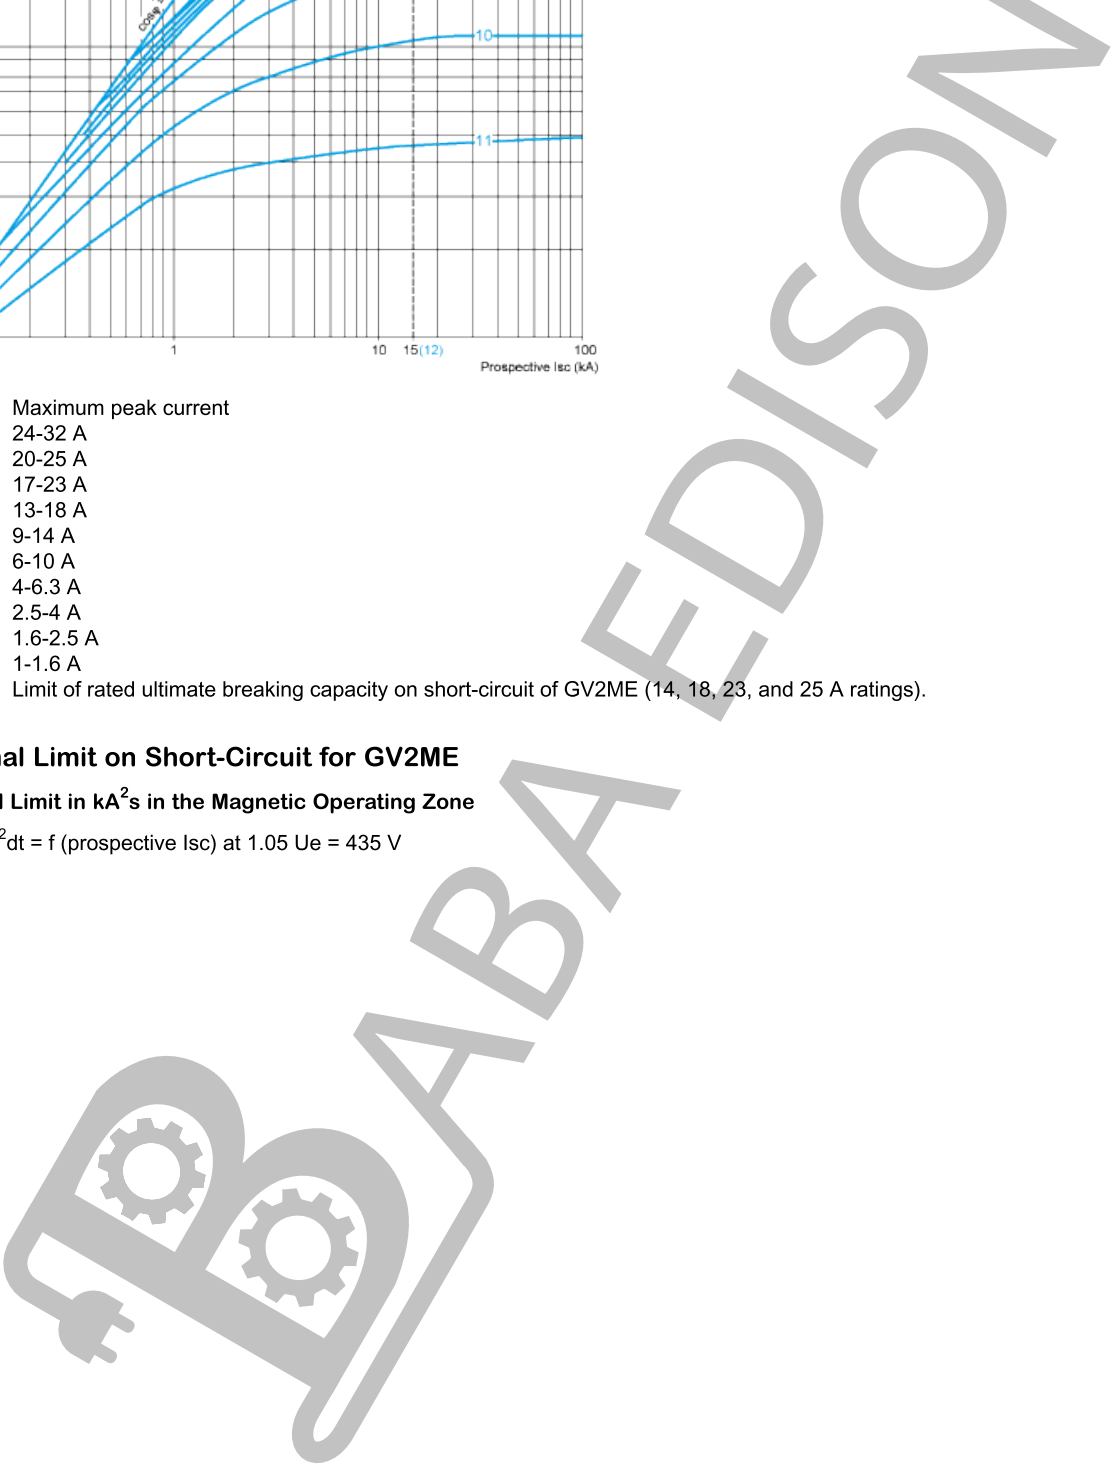 cosφ
10
11
1 10 15(12) 100
Prospective Isc (kA)
Maximum peak current
24-32 A
20-25 A
17-23 A
13-18 A
9-14 A
6-10 A
4-6.3 A
2.5-4 A
1.6-2.5 A
1-1.6 A
Limit of rated ultimate breaking capacity on short-circuit of GV2ME (14, 18, 23, and 25 A ratings).
al Limit on Short-Circuit for GV2ME
Limit in kA²s in the Magnetic Operating Zone
²dt = f (prospective Isc) at 1.05 Ue = 435 V
BABA EDISON